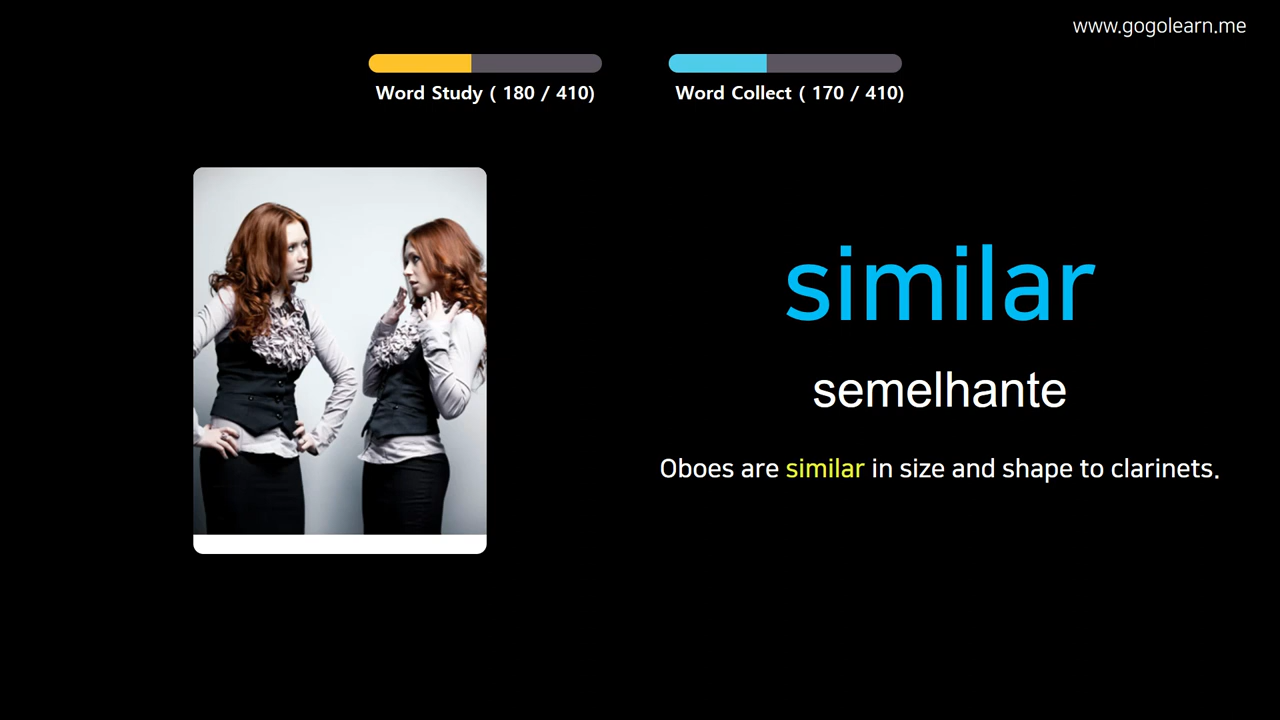 www.gogolearn.me
Word Study ( 180 / 410)
Word Collect ( 170 / 410)
similar
semelhante
Oboes are similar in size and shape to clarinets.